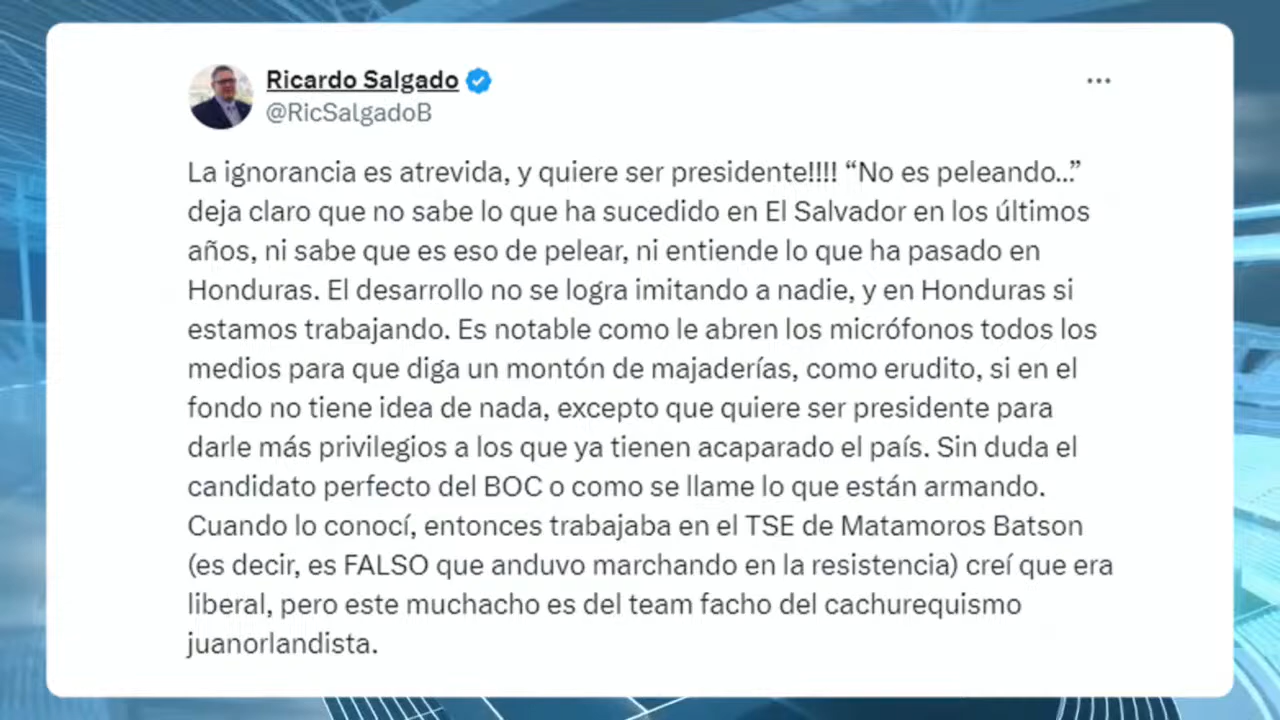 Ricardo Salgado
@RicSalgadoB
La ignorancia es atrevida, y quiere ser presidente!!!! “No es peleando...”
deja claro que no sabe lo que ha sucedido en El Salvador en los últimos
años, ni sabe que es eso de pelear, ni entiende lo que ha pasado en
Honduras. El desarrollo no se logra imitando a nadie, y en Honduras si
estamos trabajando. Es notable como le abren los micrófonos todos los
medios para que diga un montón de majaderías, como erudito, si en el
fondo no tiene idea de nada, excepto que quiere ser presidente para
darle más privilegios a los que ya tienen acaparado el país. Sin duda el
candidato perfecto del BOC o como se llame lo que están armando.
Cuando lo conocí, entonces trabajaba en el TSE de Matamoros Batson
(es decir, es FALSO que anduvo marchando en la resistencia) creí que era
liberal, pero este muchacho es del team facho del cachurequismo
juanorlandista.